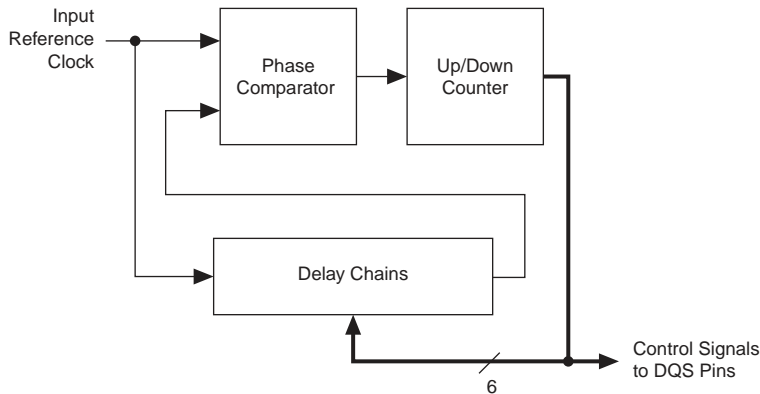 Input
Reference
Clock
Phase
Comparator
Up/Down
Counter
Delay Chains
6
Control Signals
to DQS Pins